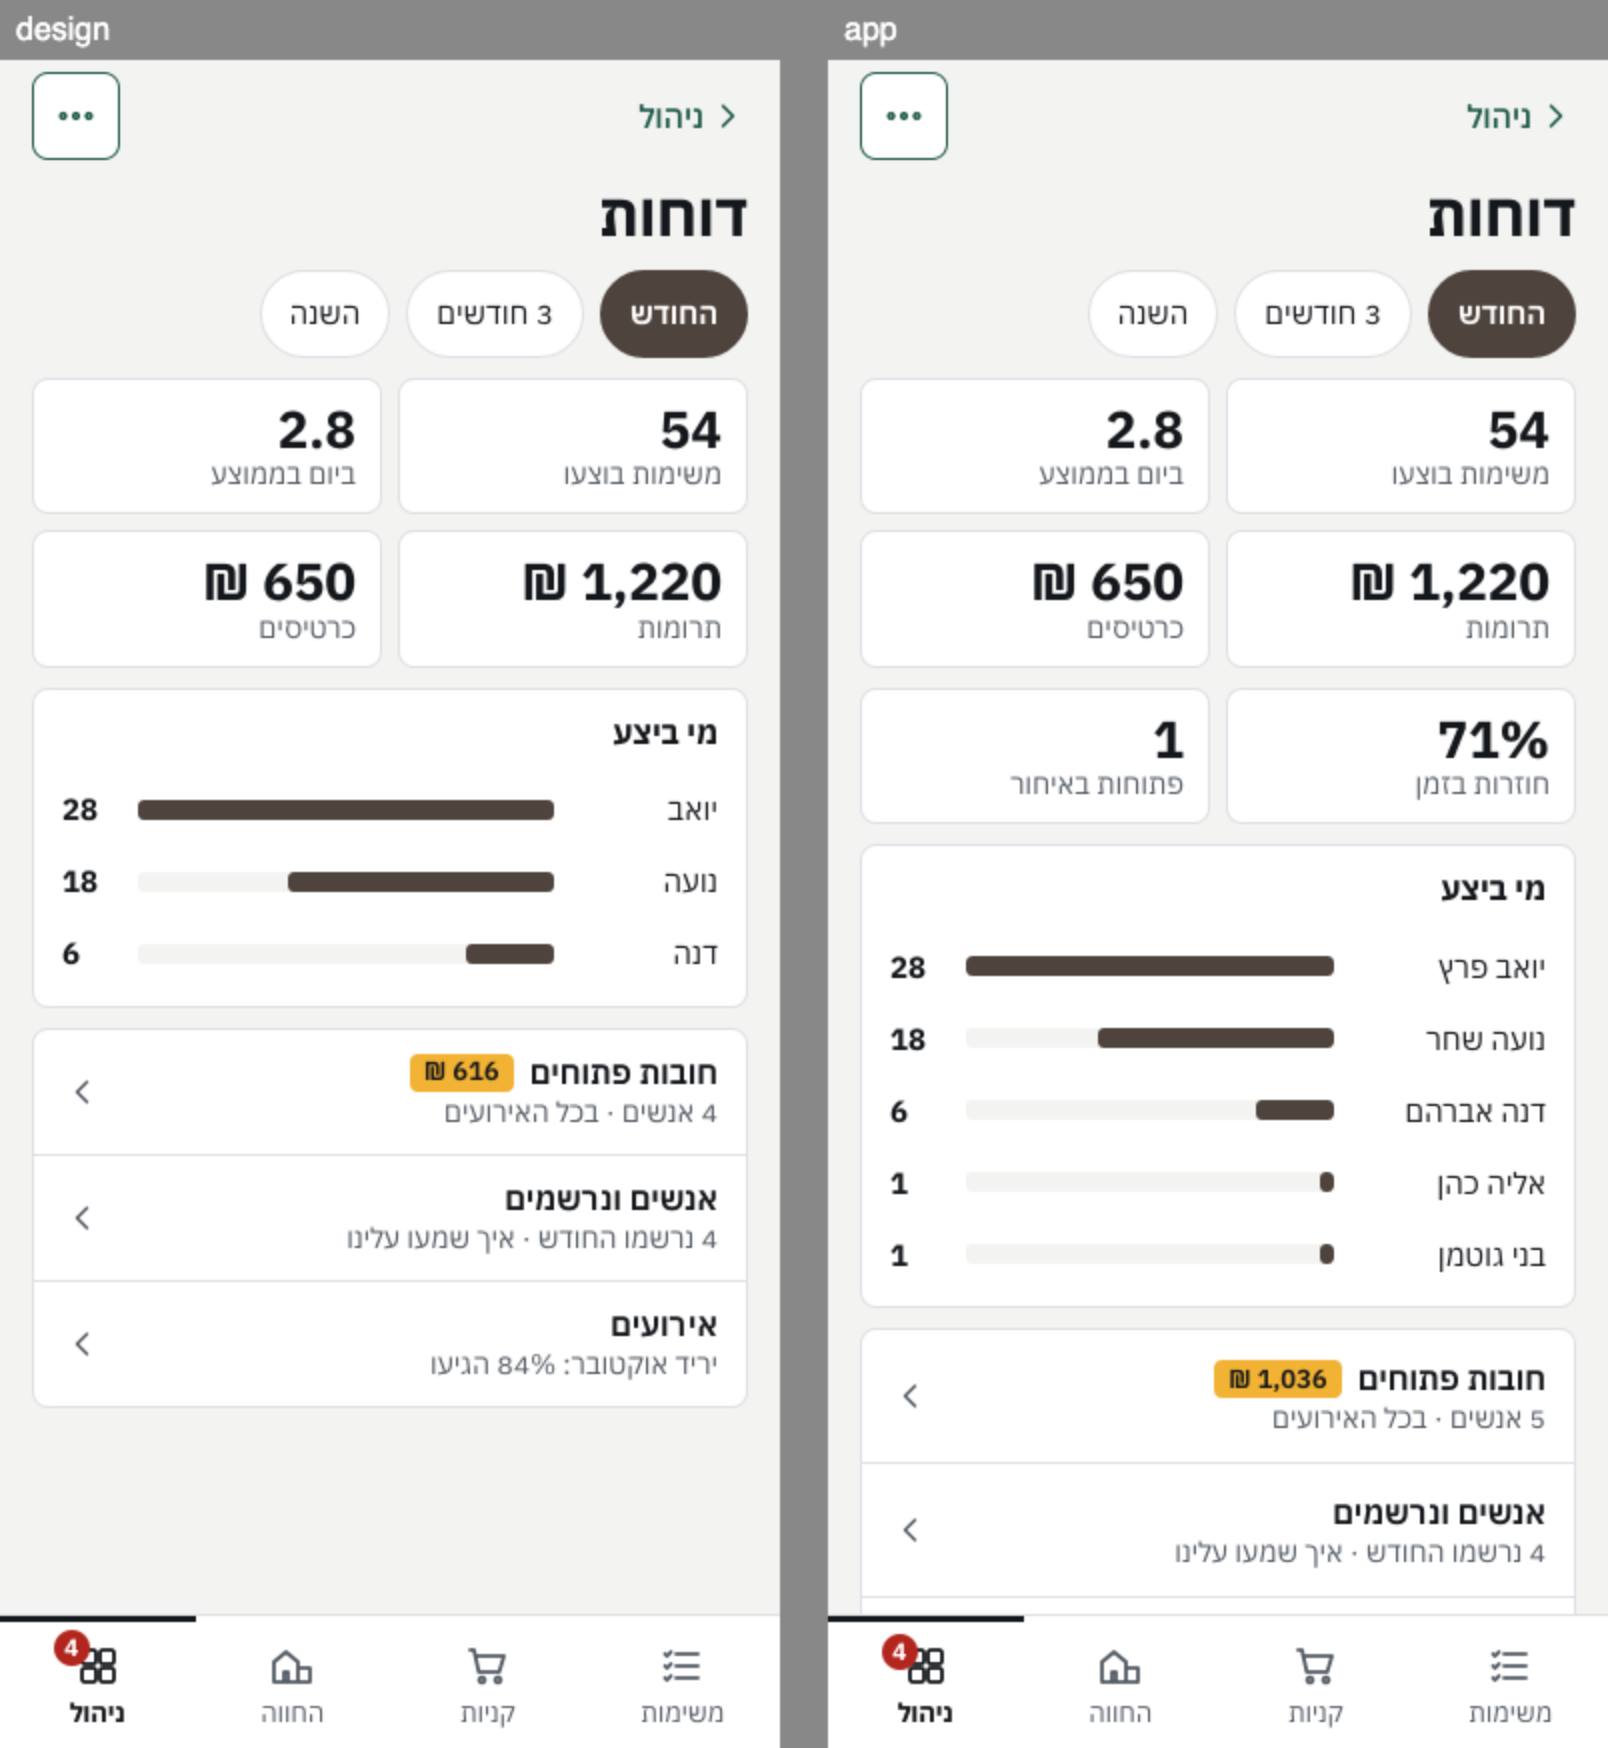 design
ניהול
...
דוחות
החודש
3 חודשים
השנה
54
משימות בוצעו
2.8
ביום בממוצע
1,220 ₪
תרומות
650 ₪
כרטיסים
מי ביצע
יואב 28
נועה 18
דנה 6
חובות פתוחים 616 ₪
4 אנשים · בכל האירועים
אנשים ונרשמים
4 נרשמו החודש · איך שמעו עלינו
אירועים
יריד אוקטובר: 84% הגיעו
משימות
קניות
החווה
4
ניהול
app
ניהול
...
דוחות
החודש
3 חודשים
השנה
54
משימות בוצעו
2.8
ביום בממוצע
1,220 ₪
תרומות
650 ₪
כרטיסים
71%
חוזרות בזמן
1
פתוחות באיחור
מי ביצע
יואב פרץ 28
נועה שחר 18
דנה אברהם 6
אליה כהן 1
בני גוטמן 1
חובות פתוחים 1,036 ₪
5 אנשים · בכל האירועים
אנשים ונרשמים
4 נרשמו החודש · איך שמעו עלינו
משימות
קניות
החווה
4
ניהול